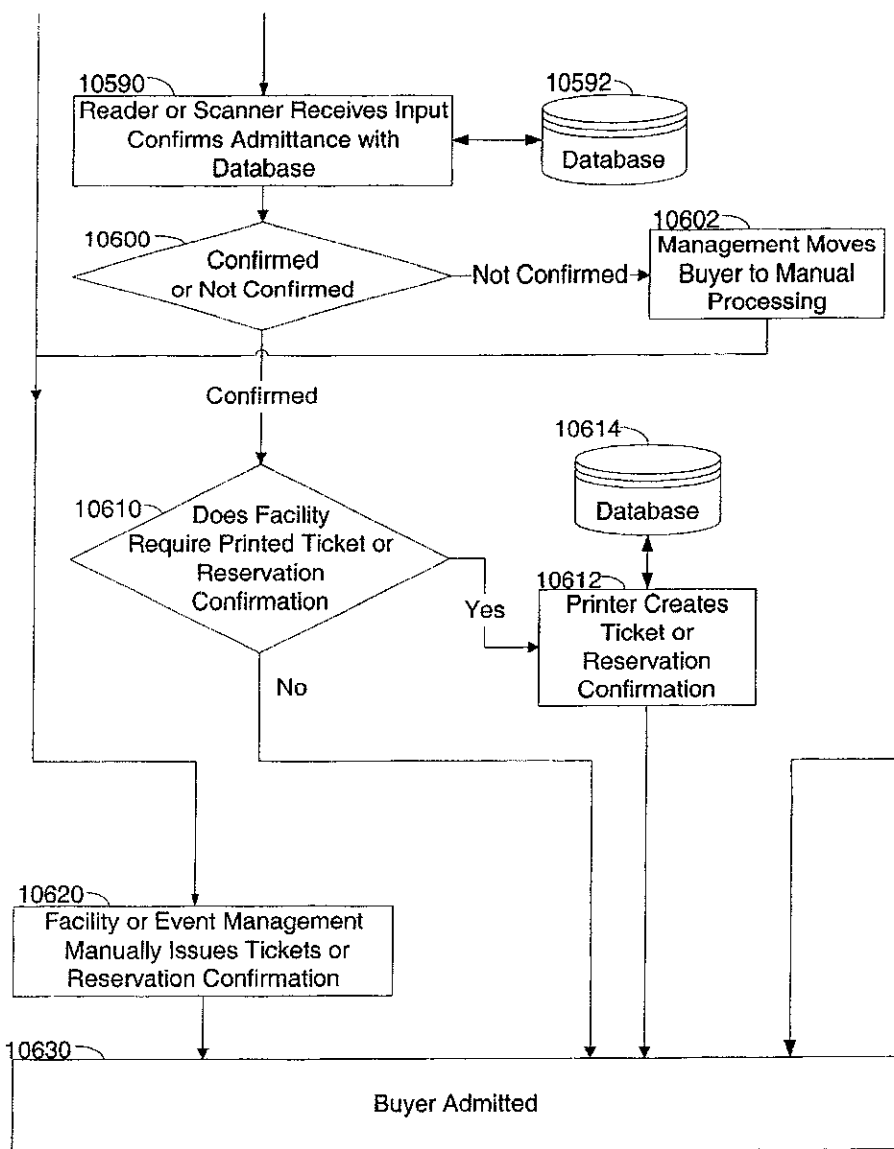 10590
Reader or Scanner Receives Input
Confirms Admittance with
Database
10592
Database
10600
Confirmed
or Not Confirmed
Not Confirmed
10602
Management Moves
Buyer to Manual
Processing
Confirmed
10610
Does Facility
Require Printed Ticket or
Reservation
Confirmation
Yes
No
10614
Database
10612
Printer Creates
Ticket or
Reservation
Confirmation
10620
Facility or Event Management
Manually Issues Tickets or
Reservation Confirmation
10630
Buyer Admitted